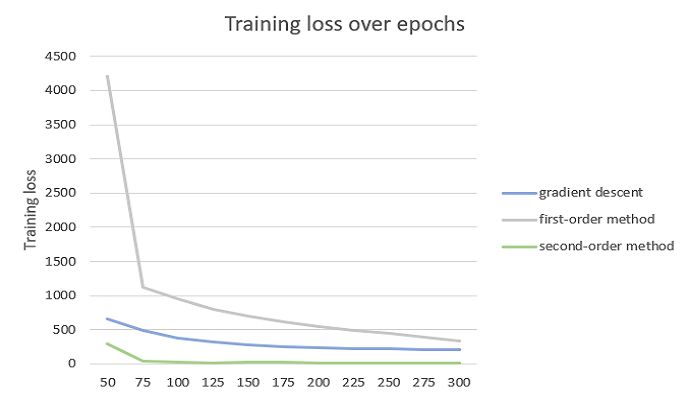 Training loss over epochs
4500
4000
3500
3000
2500
2000
1500
1000
500
0
Training loss
50 75 100 125 150 175 200 225 250 275 300
gradient descent
first-order method
second-order method